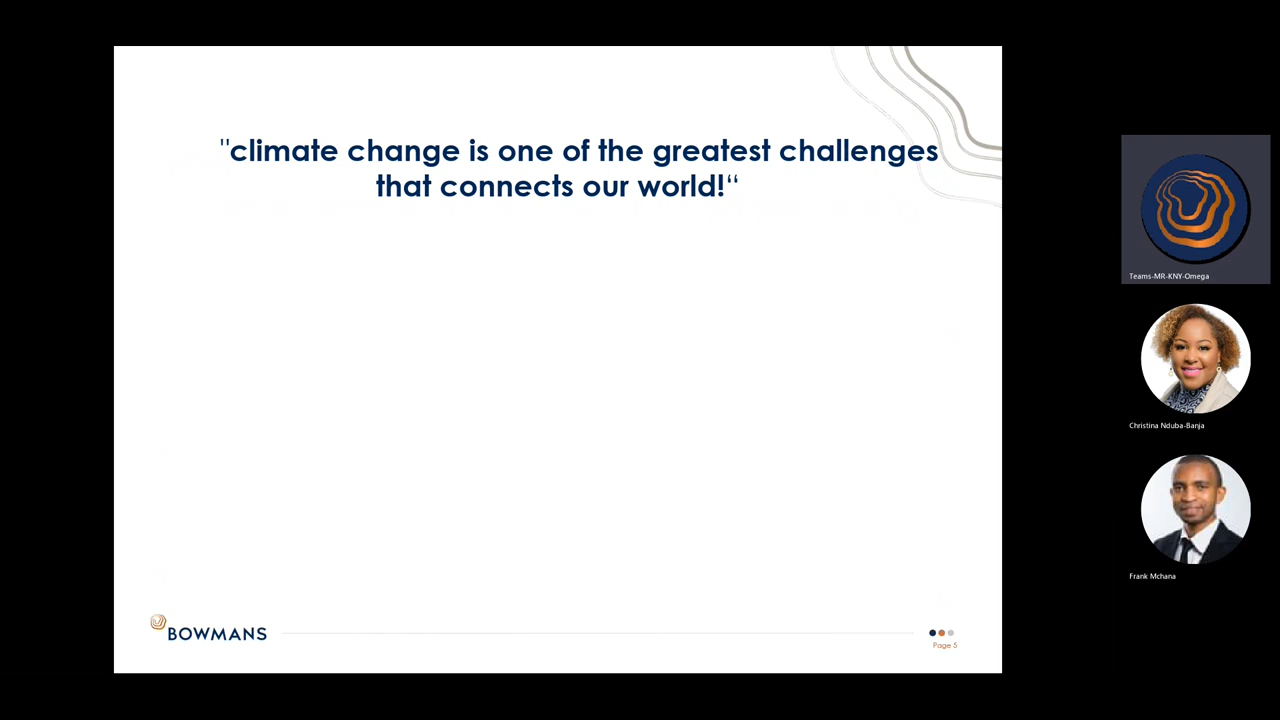 "climate change is one of the greatest challenges
that connects our world!“
Teams-MR-KNY-Omega
Christina Nduba-Banja
Frank Mchana
BOWMANS
Page 5